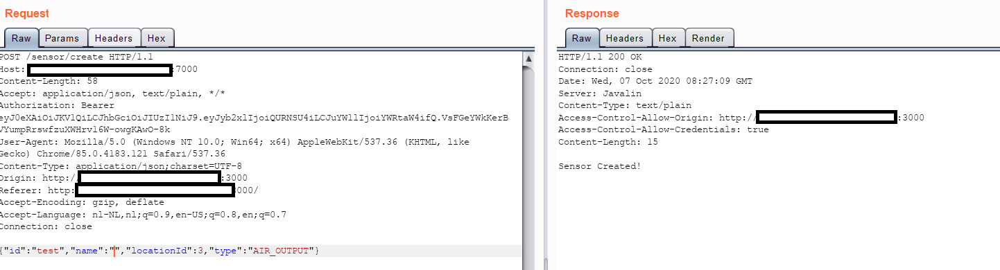 Request
Raw Params Headers Hex
POST /sensor/create HTTP/1.1
Host: :7000
Content-Length: 58
Accept: application/json, text/plain, */*
Authorization: Bearer
eyJ0eXAiOiJKV1QiLCJhbGciOiJIUzI1NiJ9.eyJyb2xlIjoiQURNSU4iLCJuYW1lIjoiYWRtaW4ifQ.VsFGeYWkKerB
VYumpRrswfzuXWHrv16W-owgKAwO-8k
User-Agent: Mozilla/5.0 (Windows NT 10.0; Win64; x64) AppleWebKit/537.36 (KHTML, like
Gecko) Chrome/85.0.4183.121 Safari/537.36
Content-Type: application/json;charset=UTF-8
Origin: http:/ :3000
Referer: http: 000/
Accept-Encoding: gzip, deflate
Accept-Language: nl-NL,nl;q=0.9,en-US;q=0.8,en;q=0.7
Connection: close
{"id":"test","name":"","locationId":3,"type":"AIR_OUTPUT"}
Response
Raw Headers Hex Render
HTTP/1.1 200 OK
Connection: close
Date: Wed, 07 Oct 2020 08:27:09 GMT
Server: Javalin
Content-Type: text/plain
Access-Control-Allow-Origin: http:// :3000
Access-Control-Allow-Credentials: true
Content-Length: 15
Sensor Created!